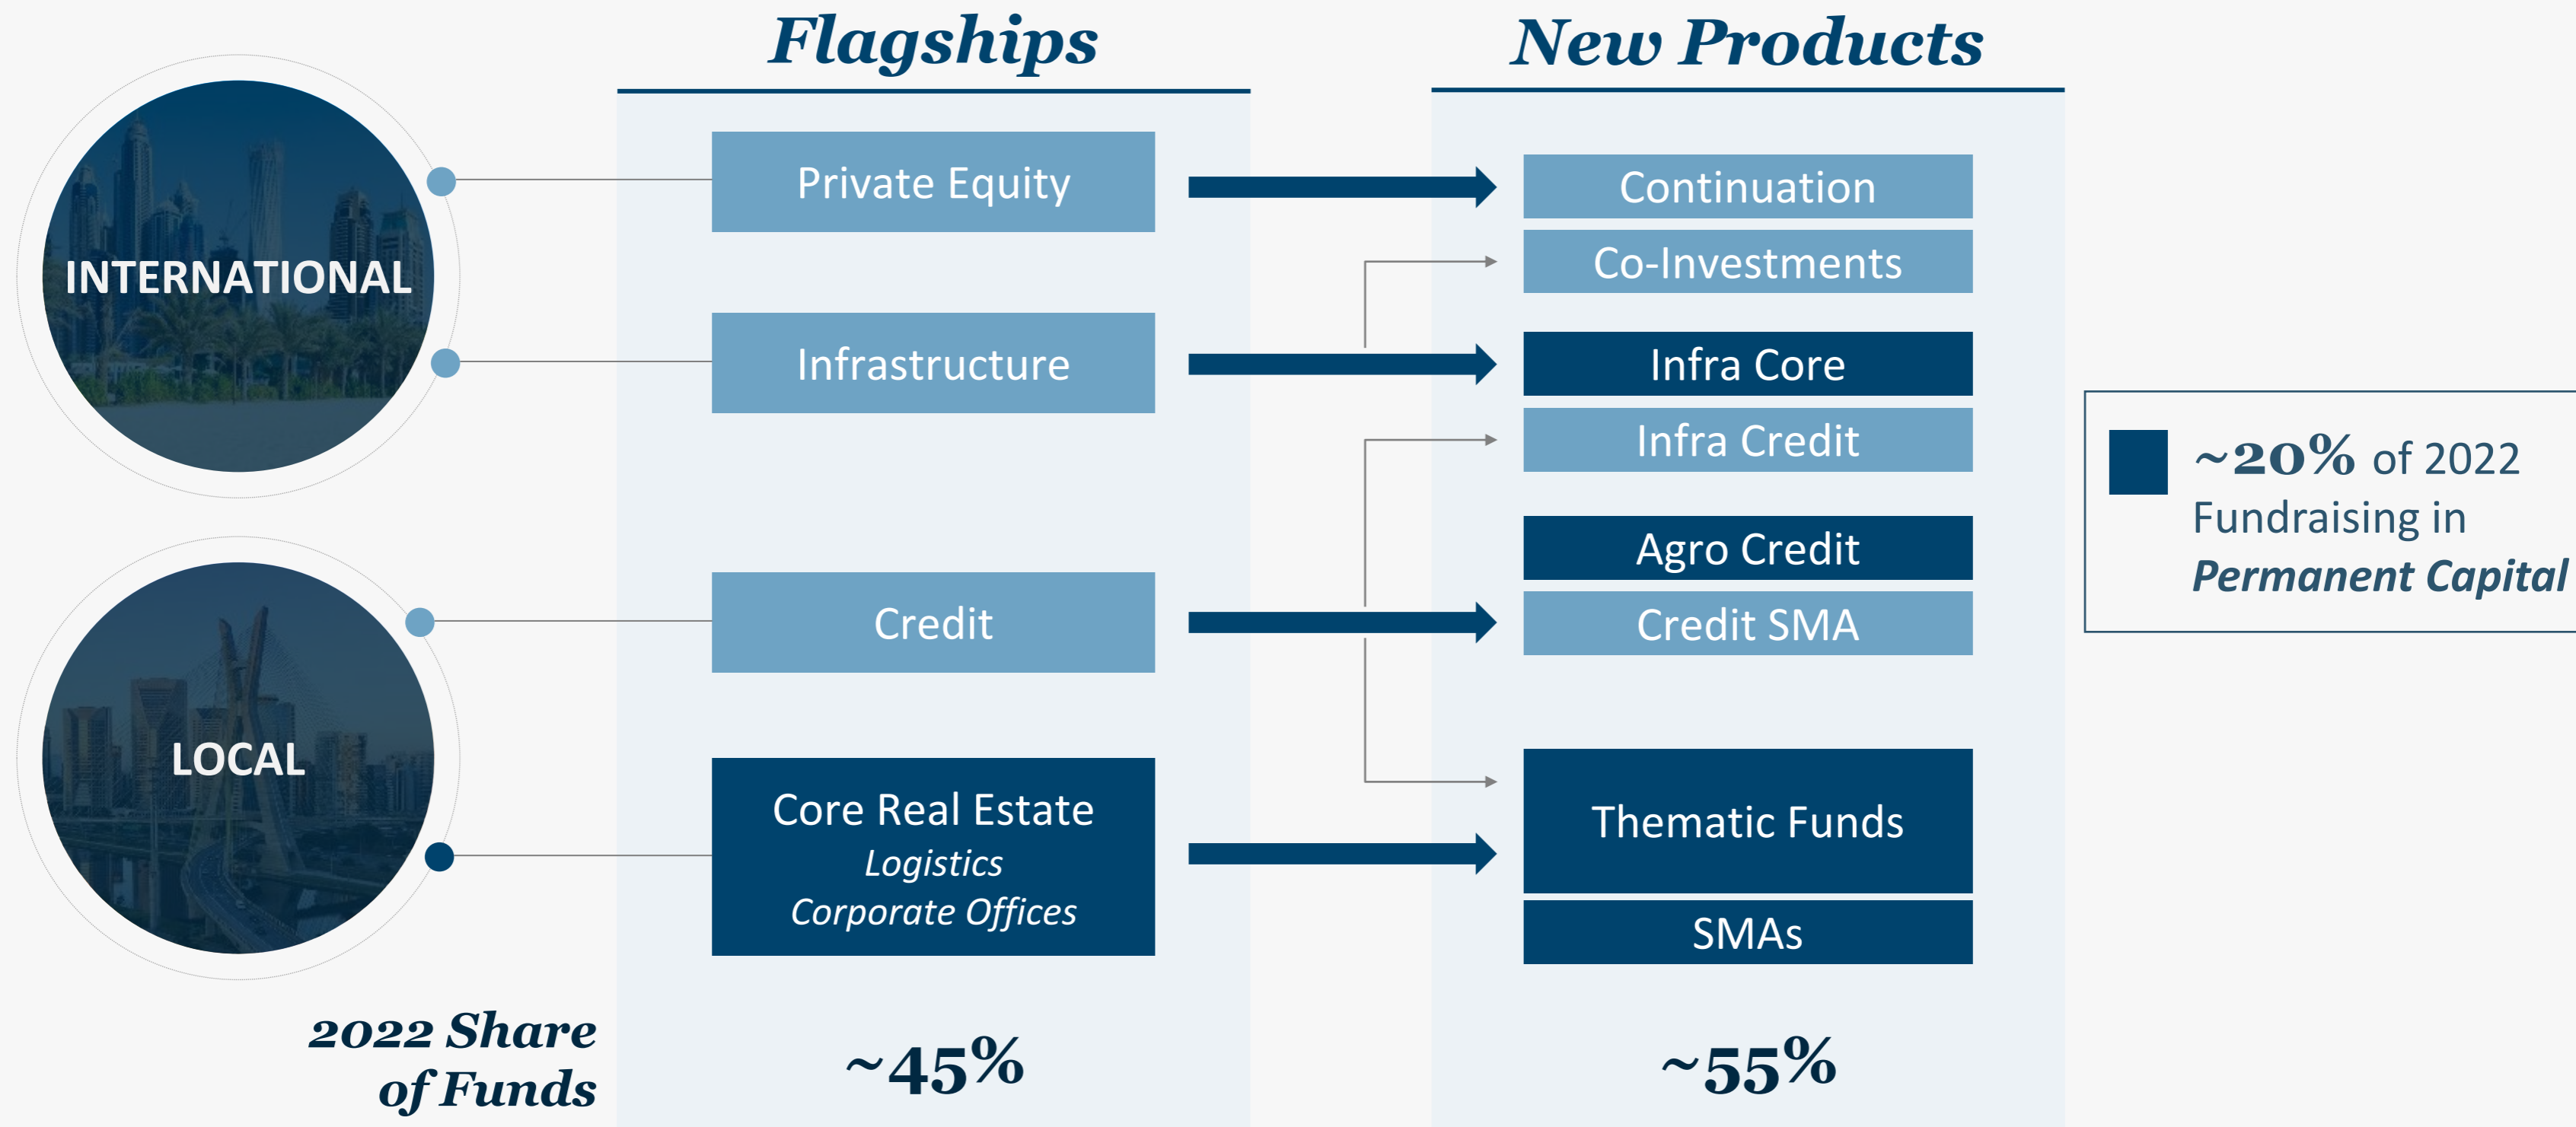 Flagships
New Products
INTERNATIONAL
Private Equity
Infrastructure
Continuation
Co-Investments
Infra Core
Infra Credit
~20% of 2022
Fundraising in
Permanent Capital
LOCAL
Credit
Core Real Estate
Logistics
Corporate Offices
Agro Credit
Credit SMA
Thematic Funds
SMAs
2022 Share
of Funds
~45%
~55%